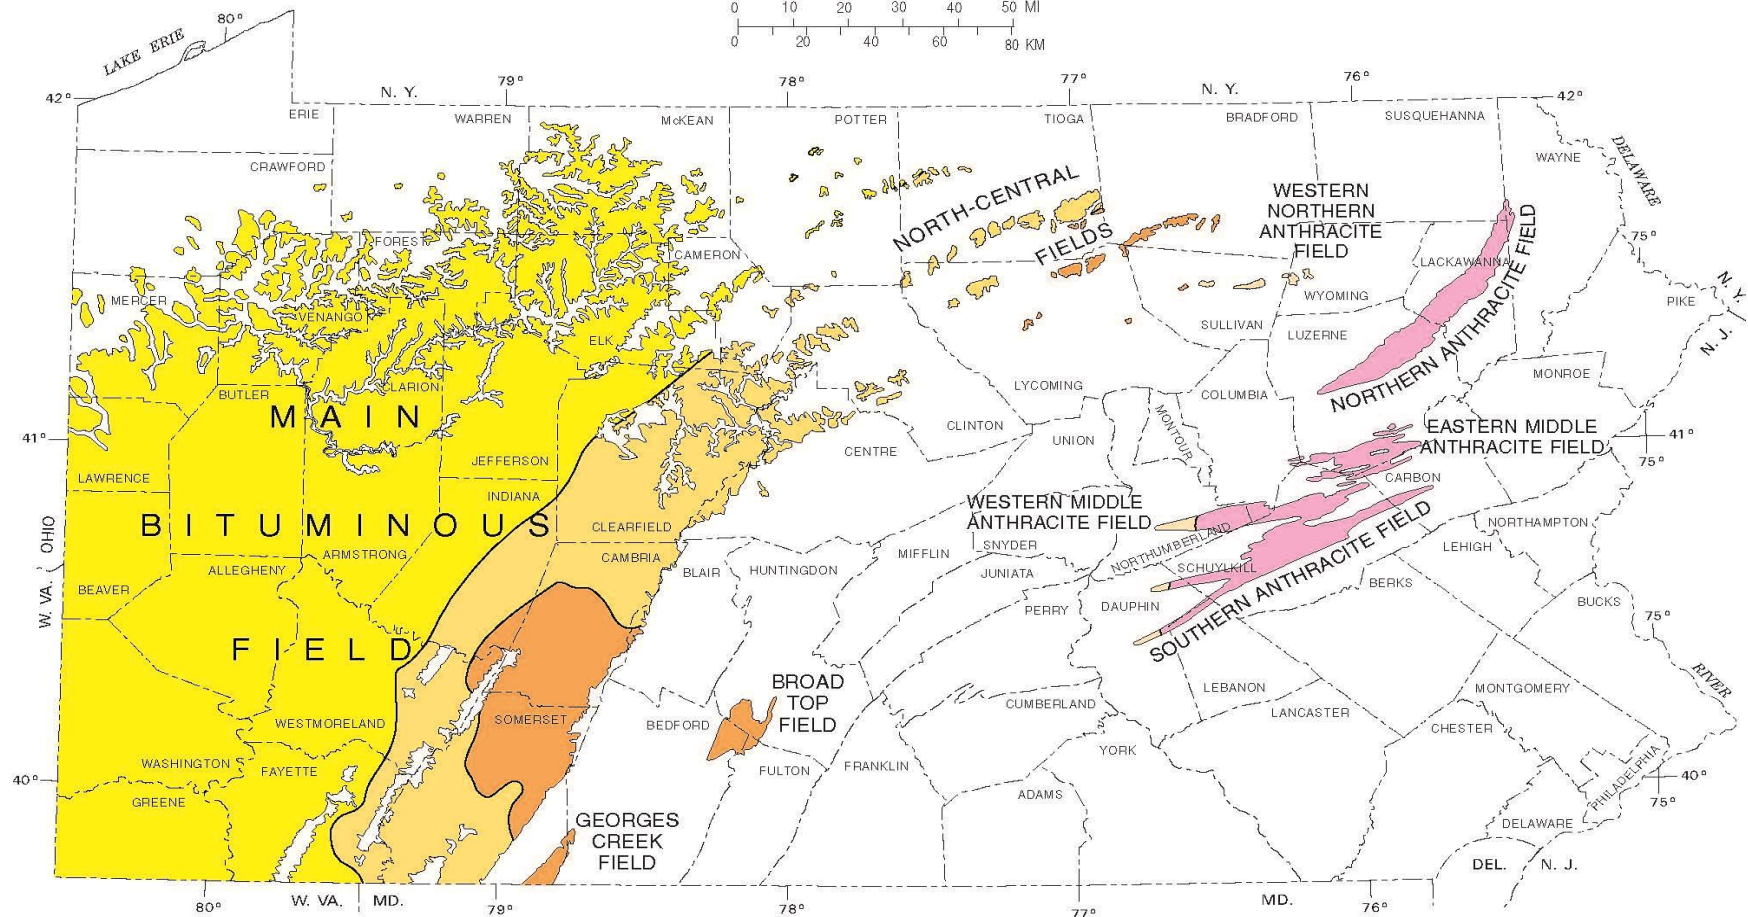 0 10 20 30 40 50 MI
0 20 40 60 80 KM
LAKE ERIE
80°
79°
78°
77°
76°
42°
N. Y.
N. Y.
42°
ERIE
WARREN
McKEAN
POTTER
TIOGA
BRADFORD
SUSQUEHANNA
WAYNE
DELAWARE
CRAWFORD
NORTH-CENTRAL
FIELDS
WESTERN
NORTHERN
ANTHRACITE
FIELD
FOREST
CAMERON
LACKAWANNA
75°
MERCER
VENANGO
WYOMING
PIKE
N. Y.
N. J.
ELK
SULLIVAN
LUZERNE
NORTHERN ANTHRACITE FIELD
BUTLER
CLARION
LYCOMING
COLUMBIA
MONROE
MAIN
CLINTON
MONTOUR
EASTERN MIDDLE
ANTHRACITE FIELD
41°
41°
75°
JEFFERSON
CENTRE
UNION
LAWRENCE
CARBON
INDIANA
WESTERN MIDDLE
ANTHRACITE FIELD
BITUMINOUS
CLEARFIELD
NORTHUMBERLAND
NORTHAMPTON
W. VA. OHIO
ARMSTRONG
CAMBRIA
MIFFLIN
SNYDER
LEHIGH
ALLEGHENY
BLAIR
HUNTINGDON
JUNIATA
SCHUYLKILL
BEAVER
BERKS
PERRY
DAUPHIN
SOUTHERN ANTHRACITE FIELD
BUCKS
75°
FIELD
BROAD
TOP
FIELD
LEBANON
MONTGOMERY
RIVER
WESTMORELAND
SOMERSET
BEDFORD
CUMBERLAND
LANCASTER
CHESTER
WASHINGTON
FAYETTE
FULTON
FRANKLIN
YORK
PHILADELPHIA
40°
40°
75°
GREENE
ADAMS
GEORGES
CREEK
FIELD
DELAWARE
DEL.
N. J.
80°
W. VA.
MD.
79°
78°
77°
MD.
76°